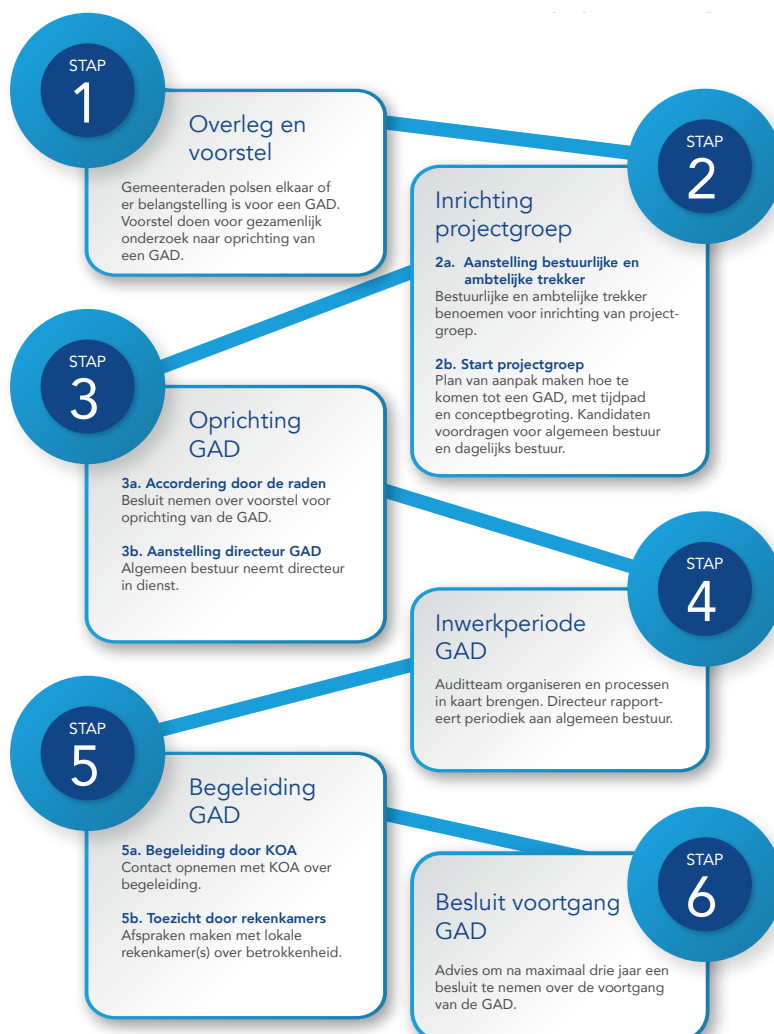 STAP
1
Overleg en
voorstel
Gemeenteraden polsen elkaar of
er belangstelling is voor een GAD.
Voorstel doen voor gezamenlijk
onderzoek naar oprichting van
een GAD.
STAP
2
Inrichting
projectgroep
2a. Aanstelling bestuurlijke en
ambtelijke trekker
Bestuurlijke en ambtelijke trekker
benoemen voor inrichting van project-
groep.
2b. Start projectgroep
Plan van aanpak maken hoe te
komen tot een GAD, met tijdpad
en conceptbegroting. Kandidaten
voordragen voor algemeen bestuur
en dagelijks bestuur.
STAP
3
Oprichting
GAD
3a. Accordering door de raden
Besluit nemen over voorstel voor
oprichting van de GAD.
3b. Aanstelling directeur GAD
Algemeen bestuur neemt directeur
in dienst.
STAP
4
Inwerkperiode
GAD
Auditteam organiseren en processen
in kaart brengen. Directeur rapport-
eert periodiek aan algemeen bestuur.
STAP
5
Begeleiding
GAD
5a. Begeleiding door KOA
Contact opnemen met KOA over
begeleiding.
5b. Toezicht door rekenkamers
Afspraken maken met lokale
rekenkamer(s) over betrokkenheid.
STAP
6
Besluit voortgang
GAD
Advies om na maximaal drie jaar een
besluit te nemen over de voortgang
van de GAD.